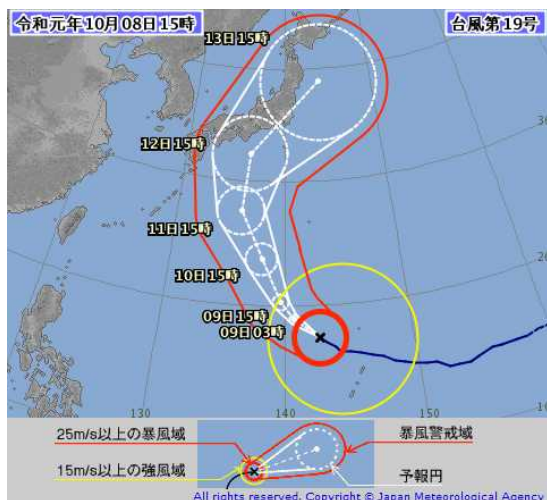 令和元年10月08日15時
台風第19号
13日15時
12日15時
11日15時
10日15時
09日15時
09日03時
30
20
130
140
150
25m/s以上の暴風域
暴風警戒域
15m/s以上の強風域
予報円
All rights reserved. Copyright © Japan Meteorological Agency